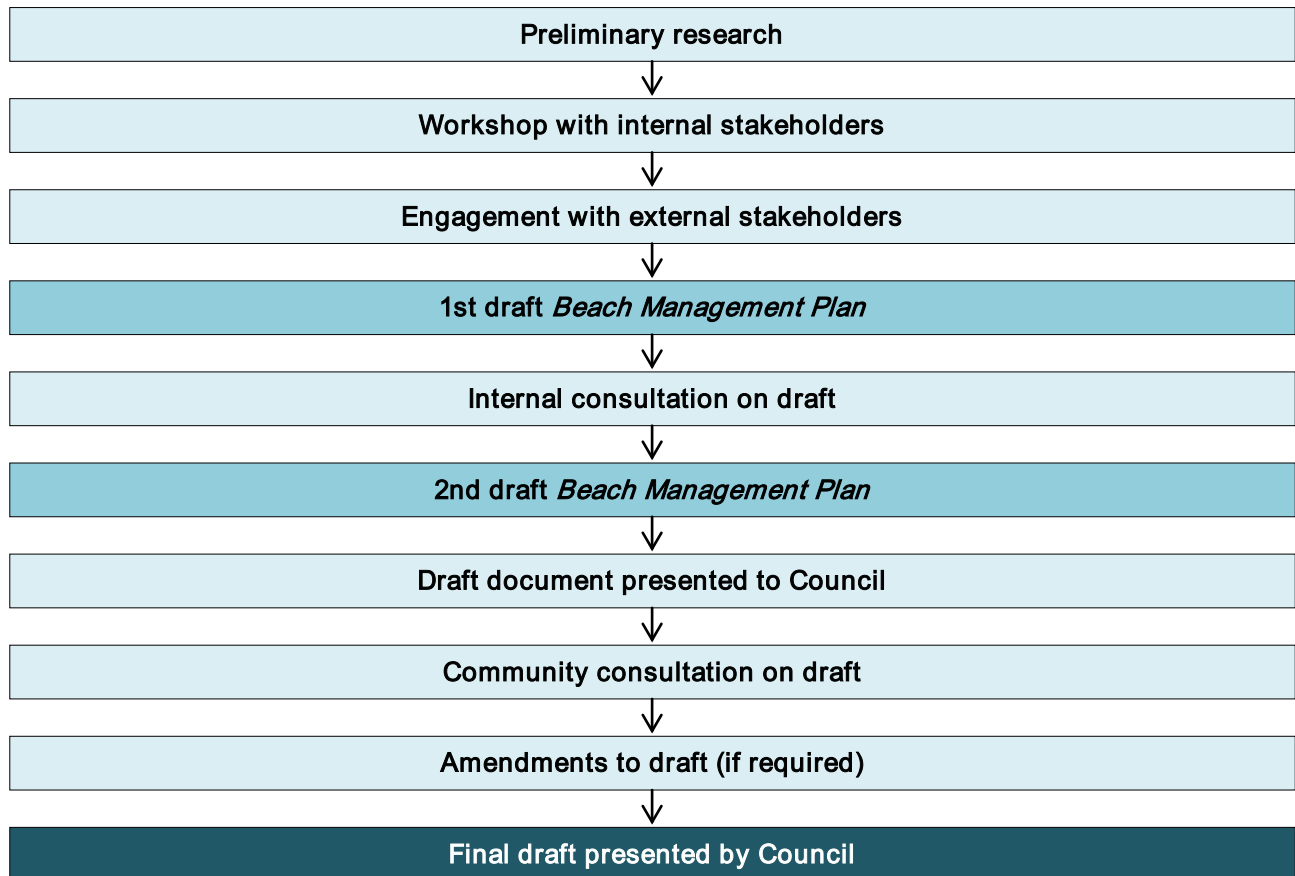 Preliminary research
Workshop with internal stakeholders
Engagement with external stakeholders
1st draft Beach Management Plan
Internal consultation on draft
2nd draft Beach Management Plan
Draft document presented to Council
Community consultation on draft
Amendments to draft (if required)
Final draft presented by Council